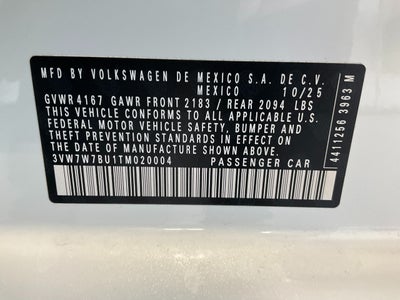 MFD BY VOLKSWAGEN DE MEXICO S.A. DE C.V.
MEXICO 10/25
GVWR 4167 GAWR FRONT 2183 / REAR 2094 LBS
THIS VEHICLE CONFORMS TO ALL APPLICABLE U.S.
FEDERAL MOTOR VEHICLE SAFETY, BUMPER AND
THEFT PREVENTION STANDARDS IN EFFECT ON THE
DATE OF MANUFACTURE SHOWN ABOVE.
3VW7W7BU1TM020004 PASSENGER CAR
4411256 3963 M